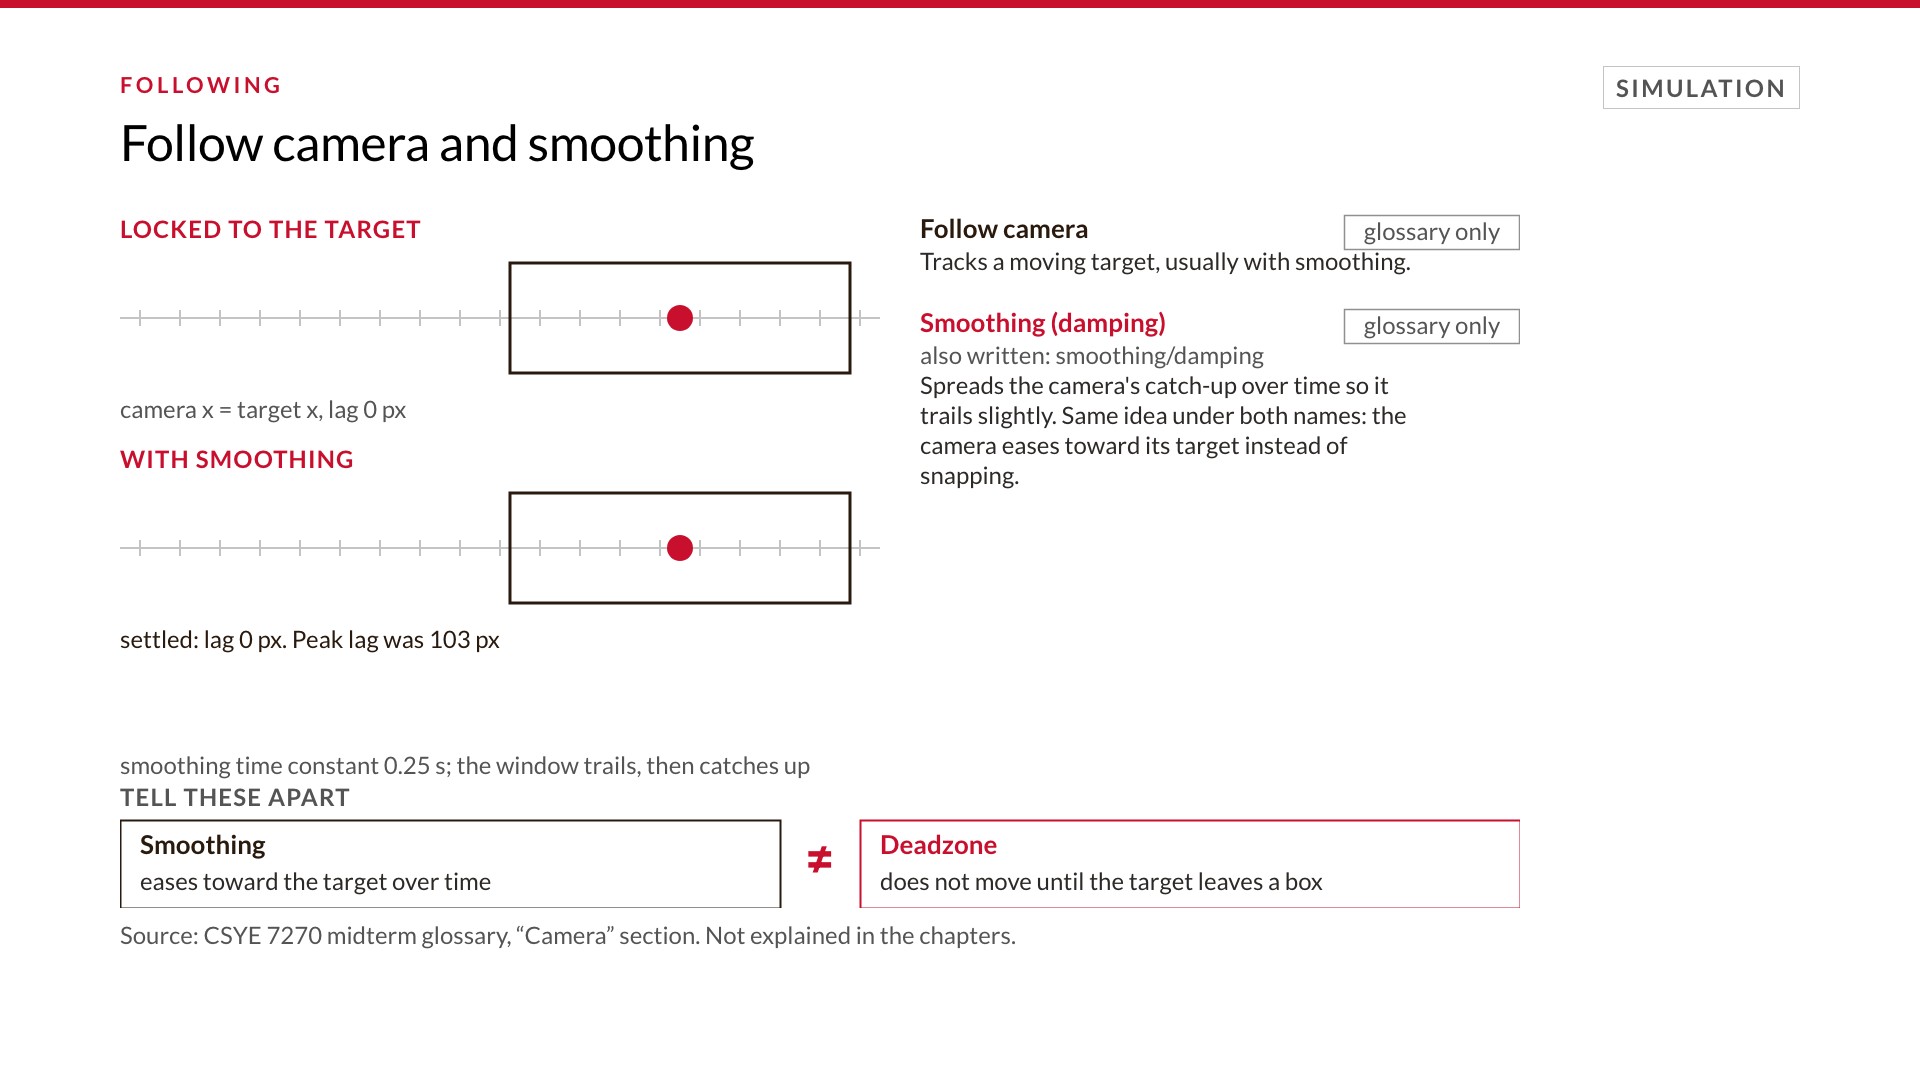 FOLLOWING
SIMULATION
Follow camera and smoothing
LOCKED TO THE TARGET
camera x = target x, lag 0 px
WITH SMOOTHING
settled: lag 0 px. Peak lag was 103 px
smoothing time constant 0.25 s; the window trails, then catches up
Follow camera
glossary only
Tracks a moving target, usually with smoothing.
Smoothing (damping)
glossary only
also written: smoothing/damping
Spreads the camera's catch-up over time so it
trails slightly. Same idea under both names: the
camera eases toward its target instead of
snapping.
TELL THESE APART
Smoothing
eases toward the target over time
≠
Deadzone
does not move until the target leaves a box
Source: CSYE 7270 midterm glossary, “Camera” section. Not explained in the chapters.